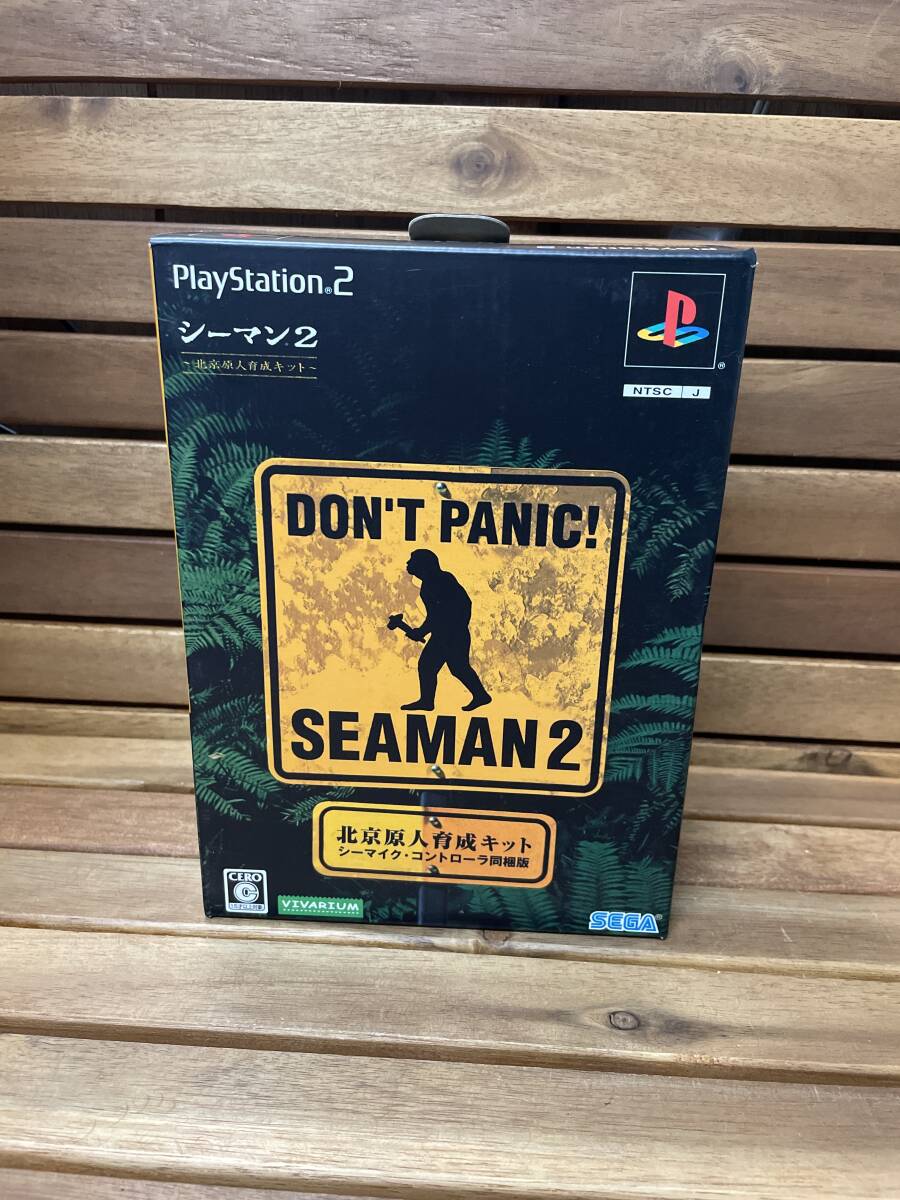 PlayStation®2
シーマン2
～北京原人育成キット～
NTSC J
DON'T PANIC!
SEAMAN 2
北京原人育成キット
シーマイク・コントローラ同梱版
CERO
C
VIVARIUM
SEGA